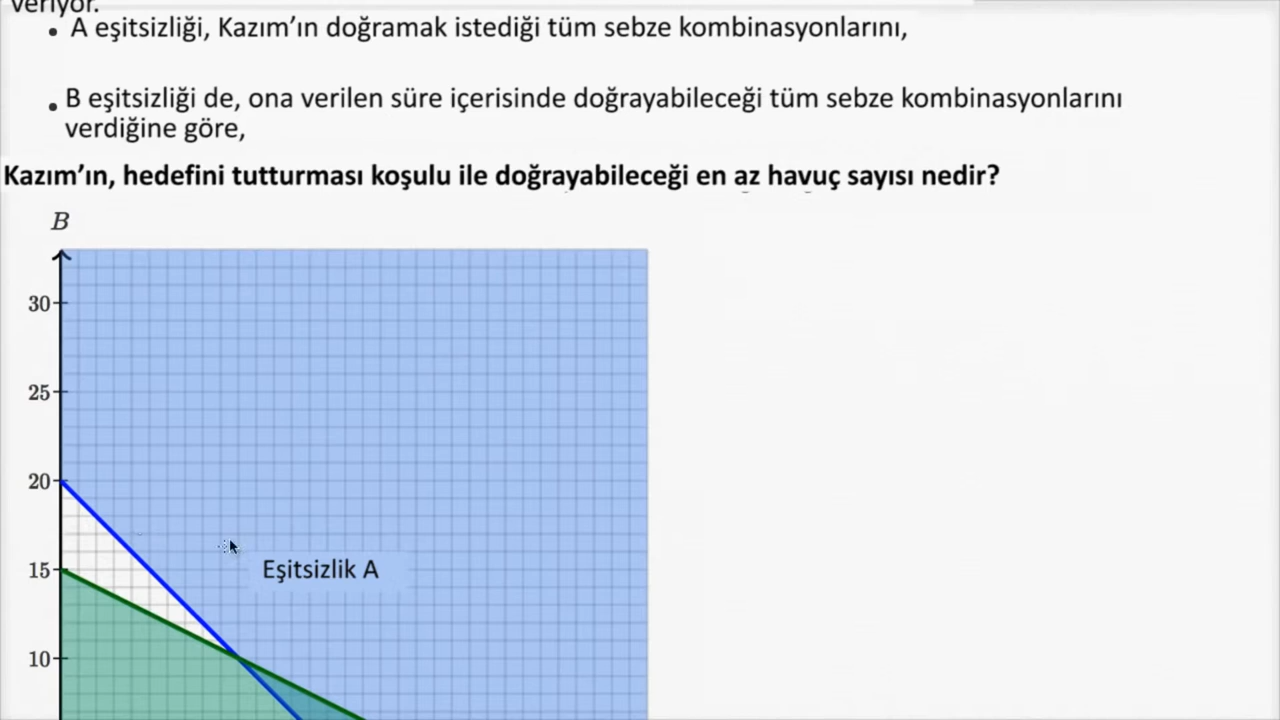 veriyor.
• A eşitsizliği, Kazım’ın doğramak istediği tüm sebze kombinasyonlarını,
• B eşitsizliği de, ona verilen süre içerisinde doğrayabileceği tüm sebze kombinasyonlarını
verdiğine göre,
Kazım’ın, hedefini tutturması koşulu ile doğrayabileceği en az havuç sayısı nedir?
B
30
25
20
15
Eşitsizlik A
10